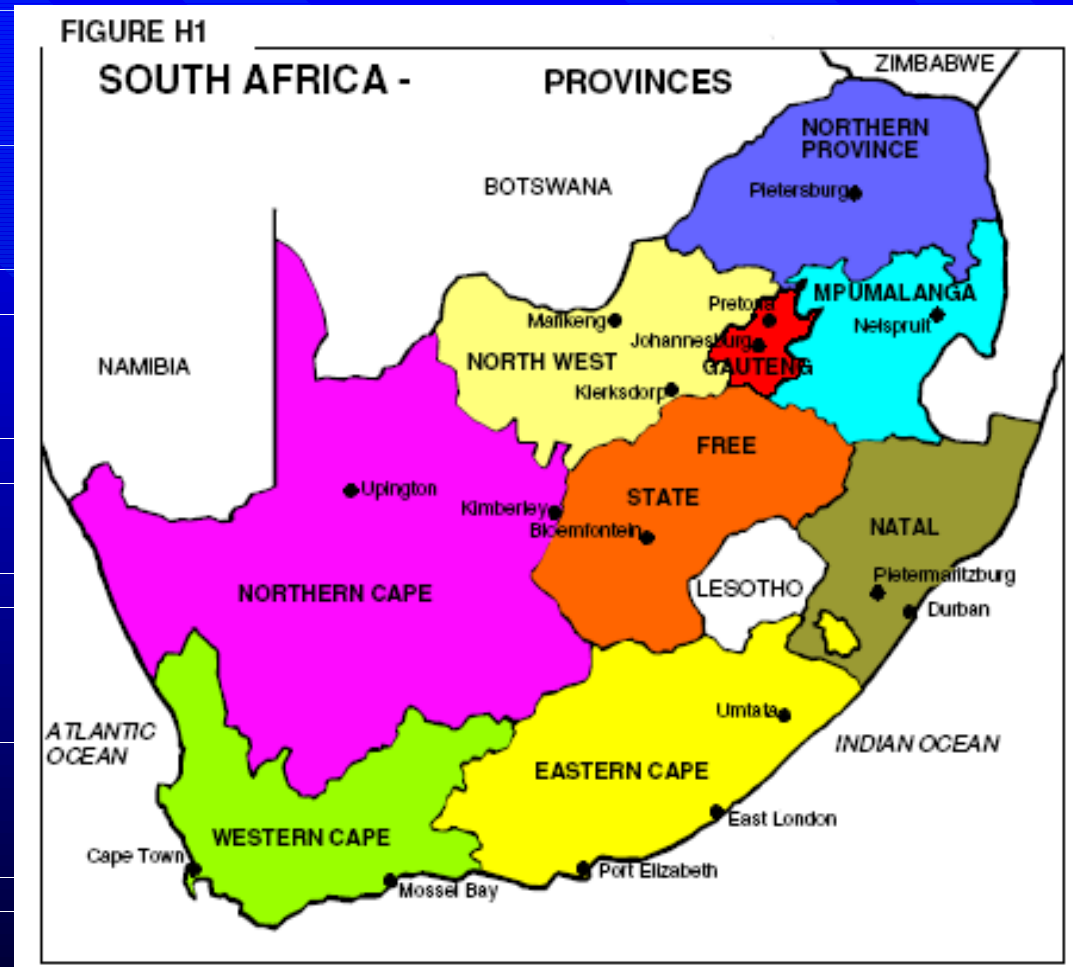 FIGURE H1
SOUTH AFRICA - PROVINCES
ZIMBABWE
NORTHERN
PROVINCE
BOTSWANA
Pietersburg
MPUMALANGA
Pretoria
Mafikeng
Nelspruit
Johannesburg
NORTH WEST
GAUTENG
NAMIBIA
Klerksdorp
FREE
STATE
Upington
Kimberley
Bloemfontein
NATAL
Pietermaritzburg
LESOTHO
NORTHERN CAPE
Durban
Umtata
ATLANTIC
OCEAN
INDIAN OCEAN
EASTERN CAPE
East London
WESTERN CAPE
Cape Town
Port Elizabeth
Mossel Bay